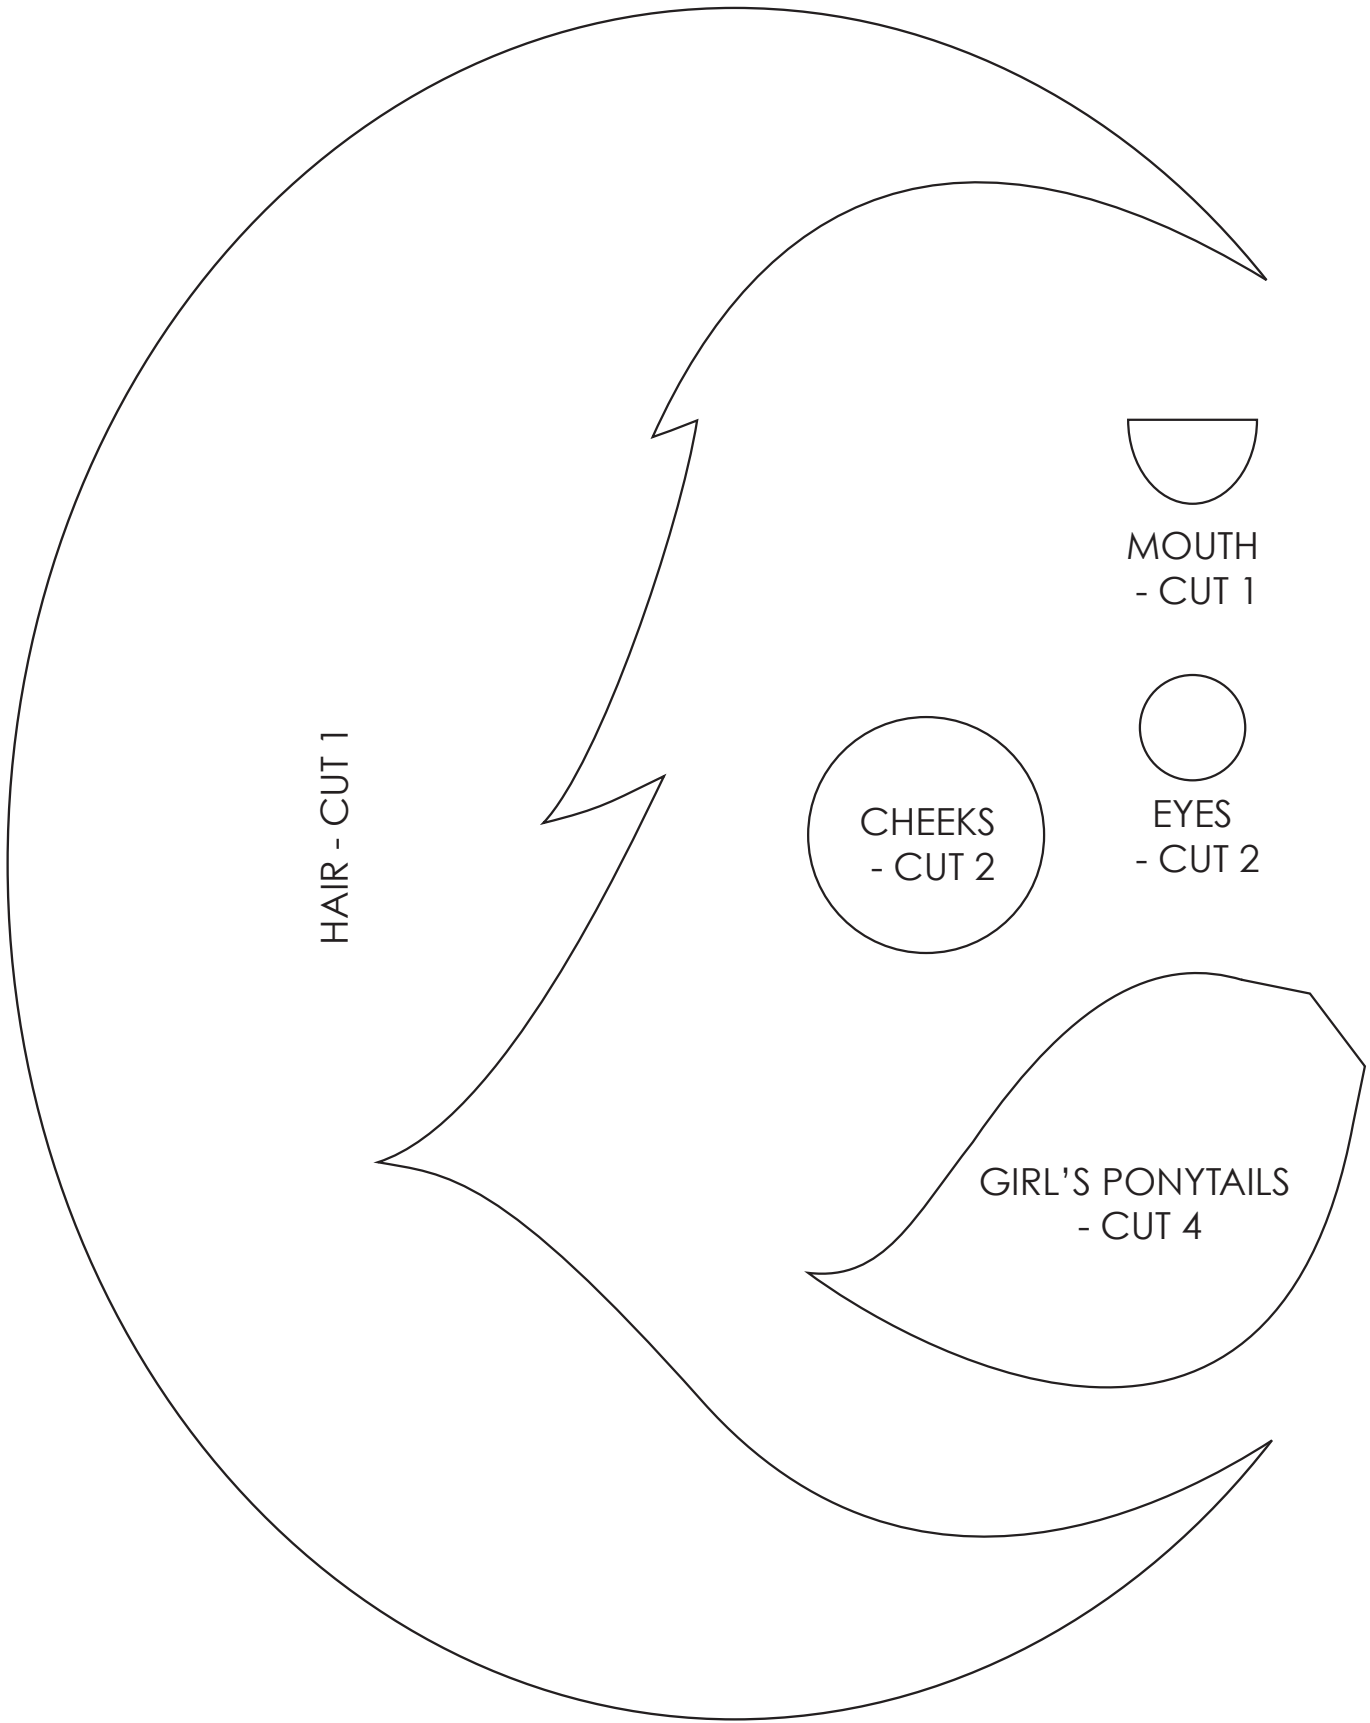 HAIR - CUT 1
MOUTH
- CUT 1
CHEEKS
- CUT 2
EYES
- CUT 2
GIRL'S PONYTAILS
- CUT 4